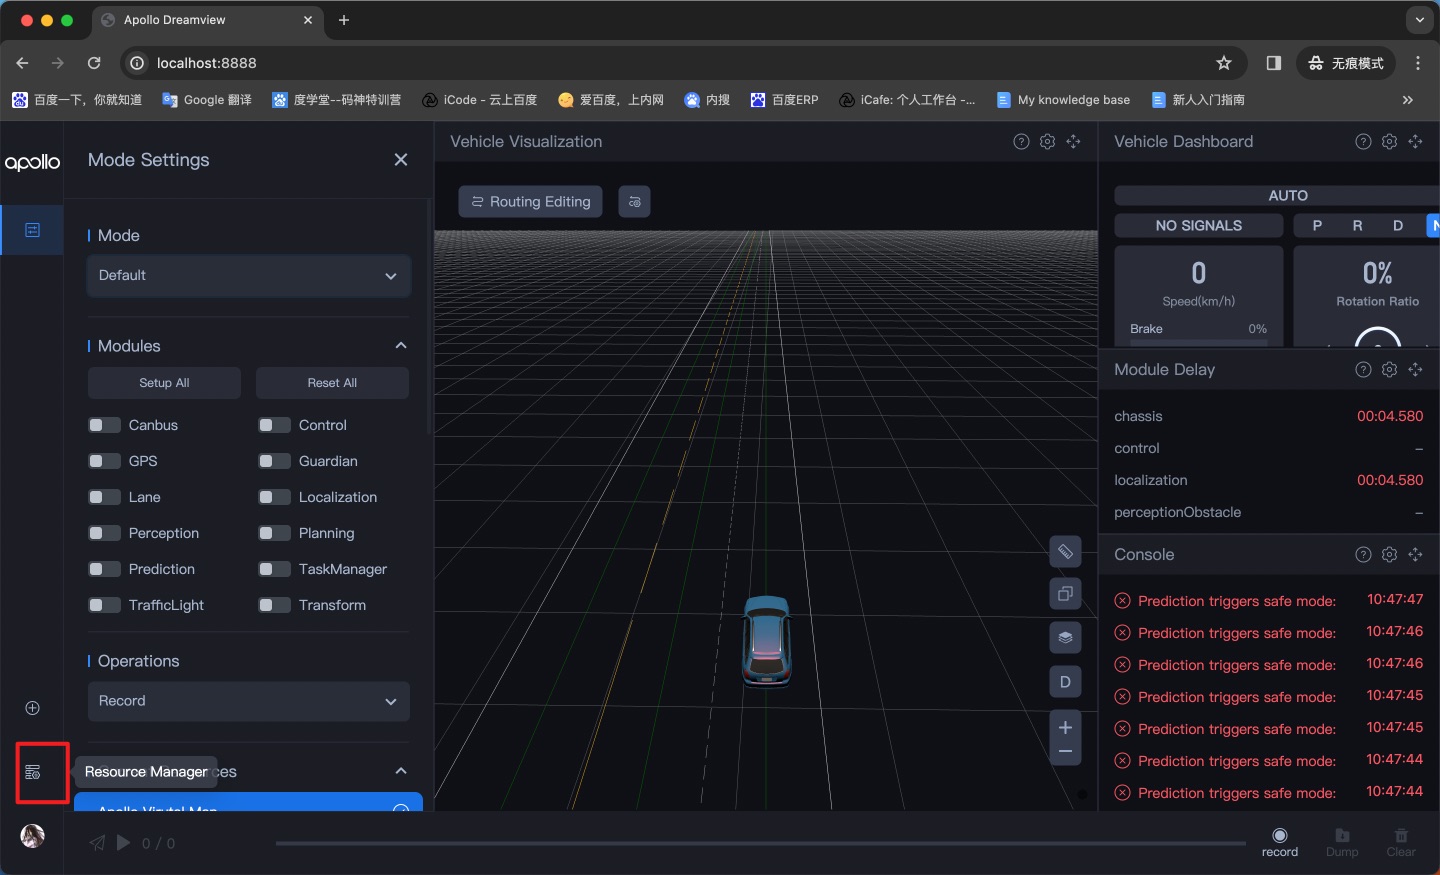 Apollo Dreamview
localhost:8888
无痕模式
百度一下，你就知道
Google 翻译
度学堂--码神特训营
iCode - 云上百度
爱百度，上内网
内搜
百度ERP
iCafe: 个人工作台 -...
My knowledge base
新人入门指南
apollo
Mode Settings
Mode
Default
Modules
Setup All
Reset All
Canbus
Control
GPS
Guardian
Lane
Localization
Perception
Planning
Prediction
TaskManager
TrafficLight
Transform
Operations
Record
Resource Manager
0 / 0
Vehicle Visualization
Routing Editing
D
Vehicle Dashboard
AUTO
NO SIGNALS
P R D N
0
Speed(km/h)
Brake 0%
0%
Rotation Ratio
Module Delay
chassis 00:04.580
control –
localization 00:04.580
perceptionObstacle –
Console
Prediction triggers safe mode: 10:47:47
Prediction triggers safe mode: 10:47:46
Prediction triggers safe mode: 10:47:46
Prediction triggers safe mode: 10:47:45
Prediction triggers safe mode: 10:47:45
Prediction triggers safe mode: 10:47:44
Prediction triggers safe mode: 10:47:44
record
Dump
Clear